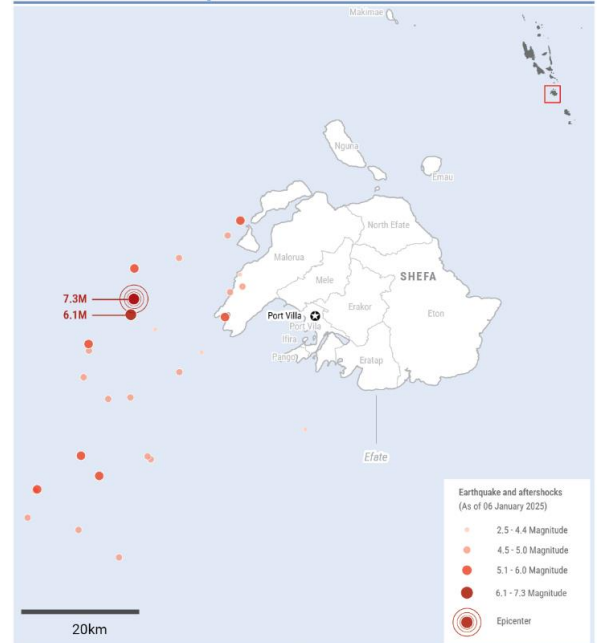 Makimae
Nguna
Emau
North Efate
Malorua
SHEFA
Mele
7.3M
6.1M
Port Villa
Erakor
Eton
Port Vila
Ifira
Pango
Eratap
Efate
Earthquake and aftershocks
(As of 06 January 2025)
2.5 - 4.4 Magnitude
4.5 - 5.0 Magnitude
5.1 - 6.0 Magnitude
6.1 - 7.3 Magnitude
Epicenter
20km